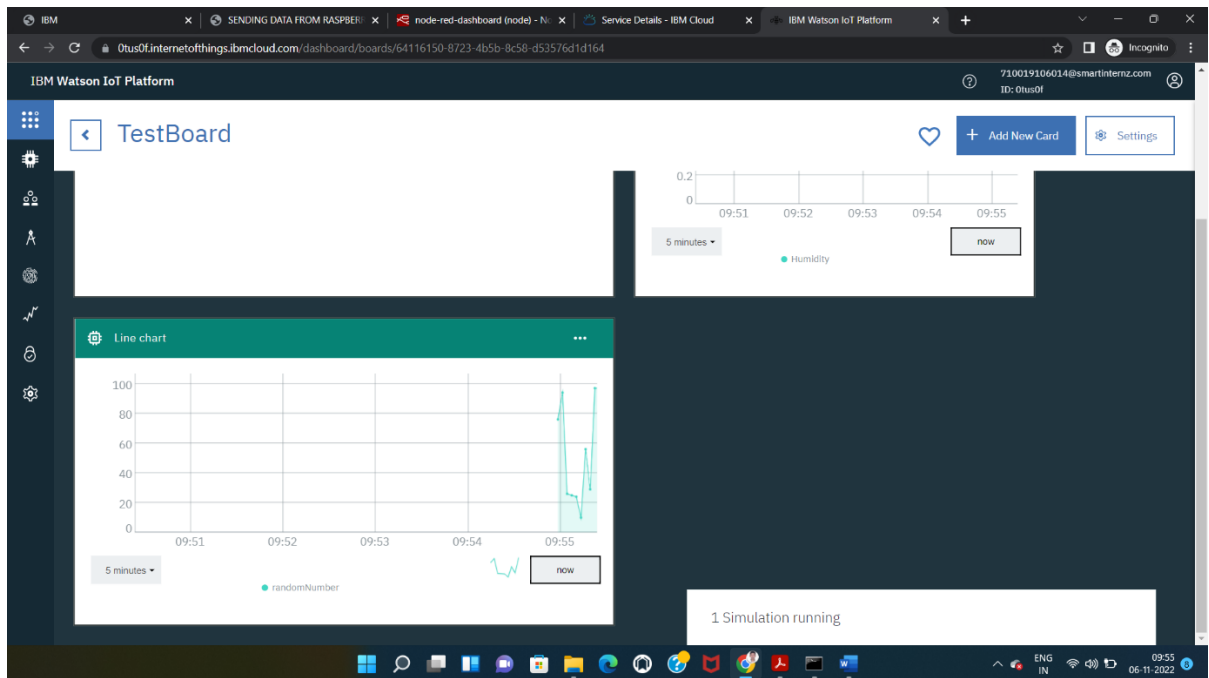 IBM
SENDING DATA FROM RASPBERR
node-red-dashboard (node) - No
Service Details - IBM Cloud
IBM Watson IoT Platform
0tus0f.internetofthings.ibmcloud.com/dashboard/boards/64116150-8723-4b5b-8c58-d53576d1d164
Incognito
IBM Watson IoT Platform
710019106014@smartinternz.com
ID: 0tus0f
TestBoard
Add New Card
Settings
0.2
0
09:51 09:52 09:53 09:54 09:55
5 minutes
now
Humidity
Line chart
100
80
60
40
20
0
09:51 09:52 09:53 09:54 09:55
5 minutes
now
randomNumber
1 Simulation running
ENG
IN
09:55
06-11-2022
8